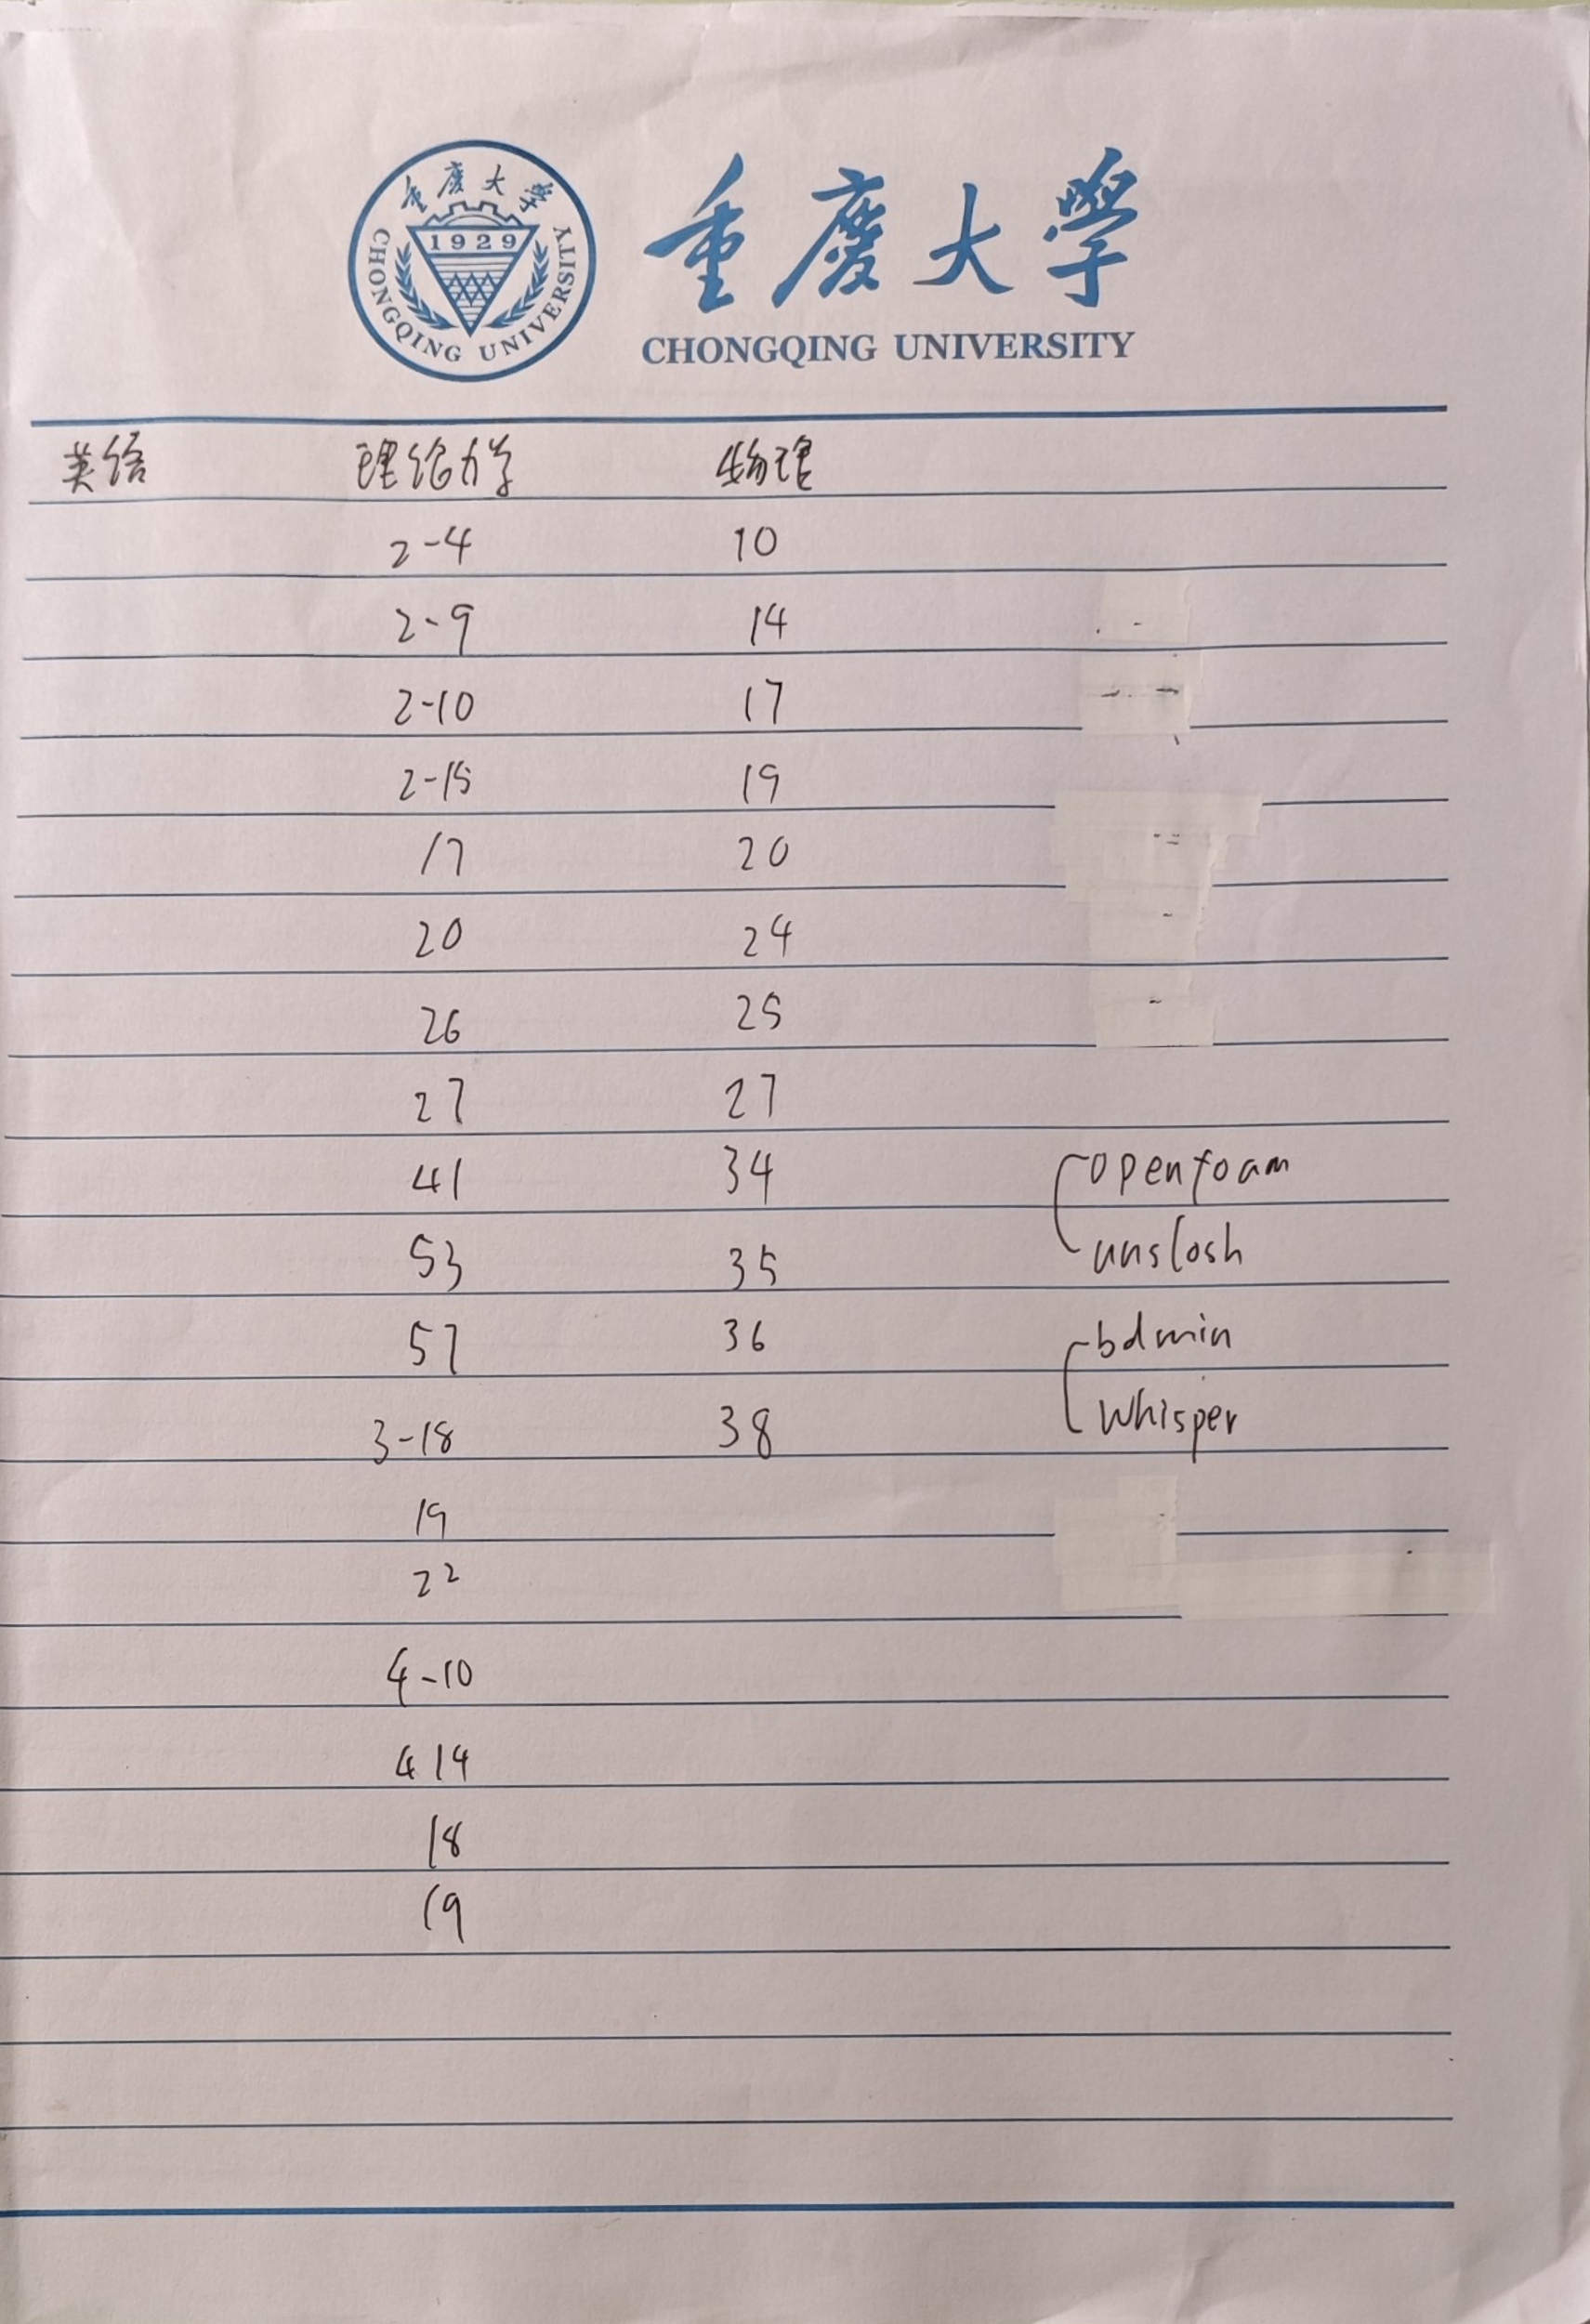 重慶大學
1929
CHONGQING UNIVERSITY
重慶大學
CHONGQING UNIVERSITY
英语 理论力学 物理
2-4 10
2-9 14
2-10 17
2-15 19
17 20
20 24
26 25
27 27
41 34 openfoam
53 35 unslosh
57 36 bdmin
3-18 38 whisper
19
22
4-10
4 14
18
19